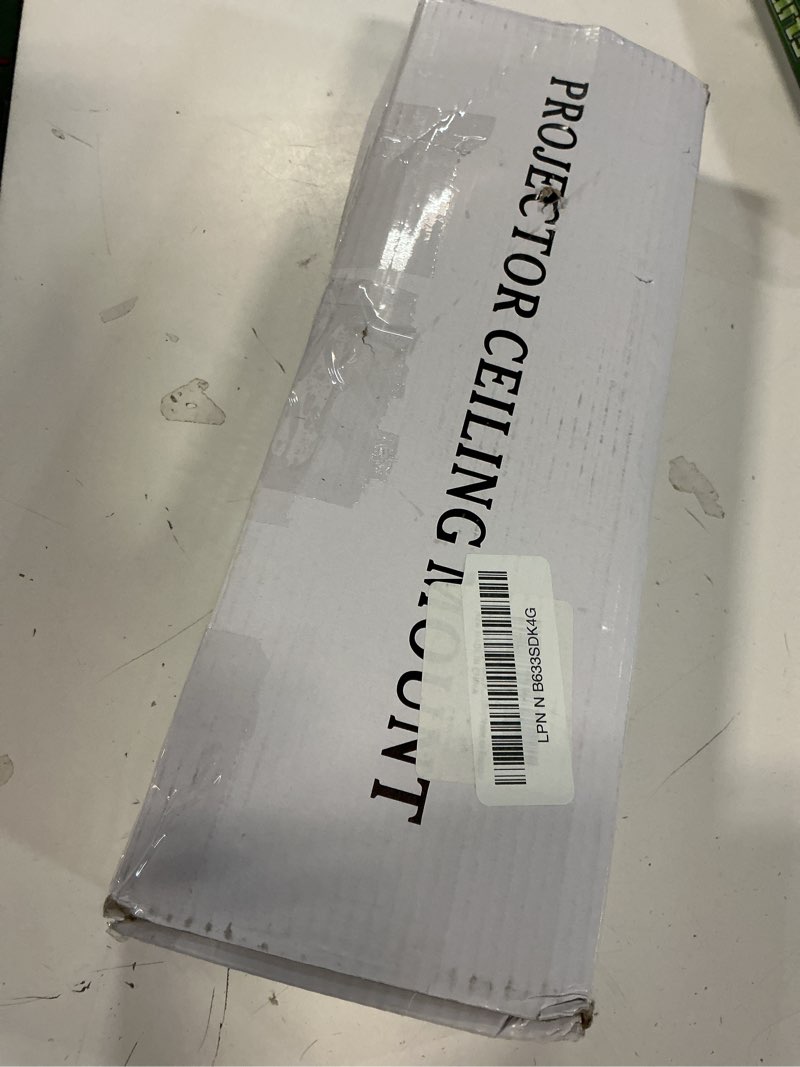 PROJECTOR CEILING MOUNT
LPN N B633SDK4G